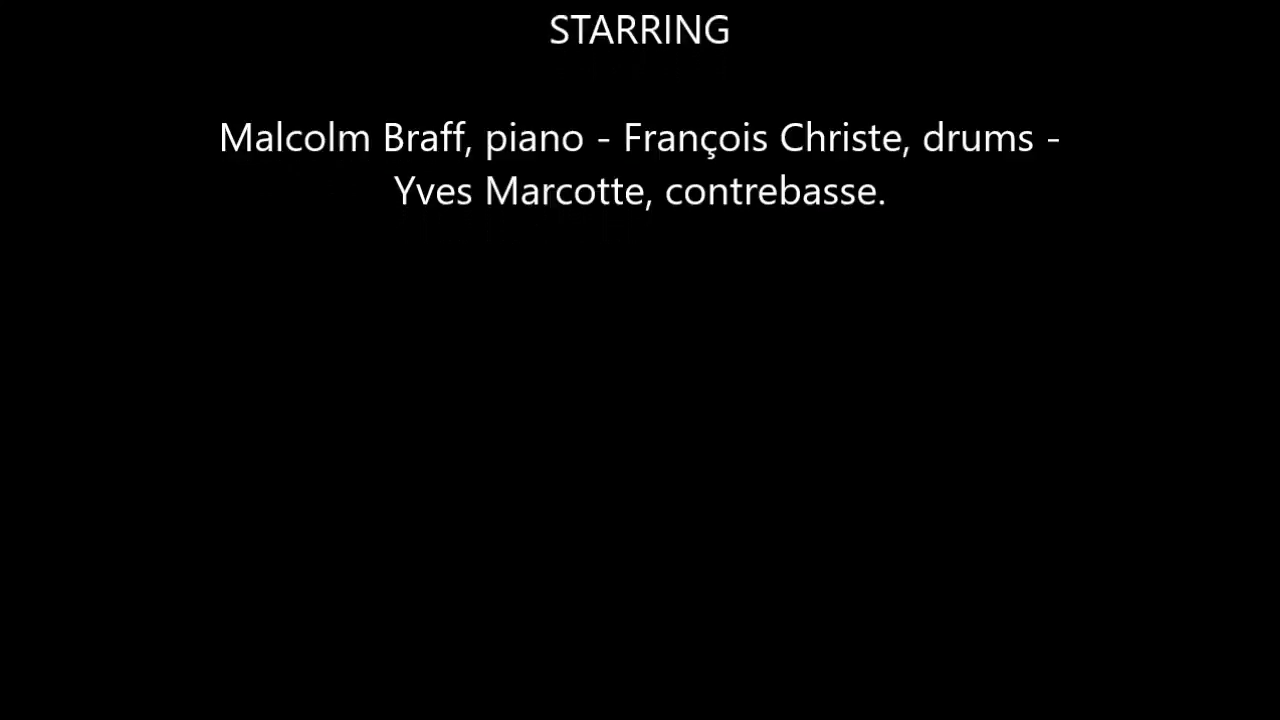 STARRING
Malcolm Braff, piano - François Christe, drums -
Yves Marcotte, contrebasse.